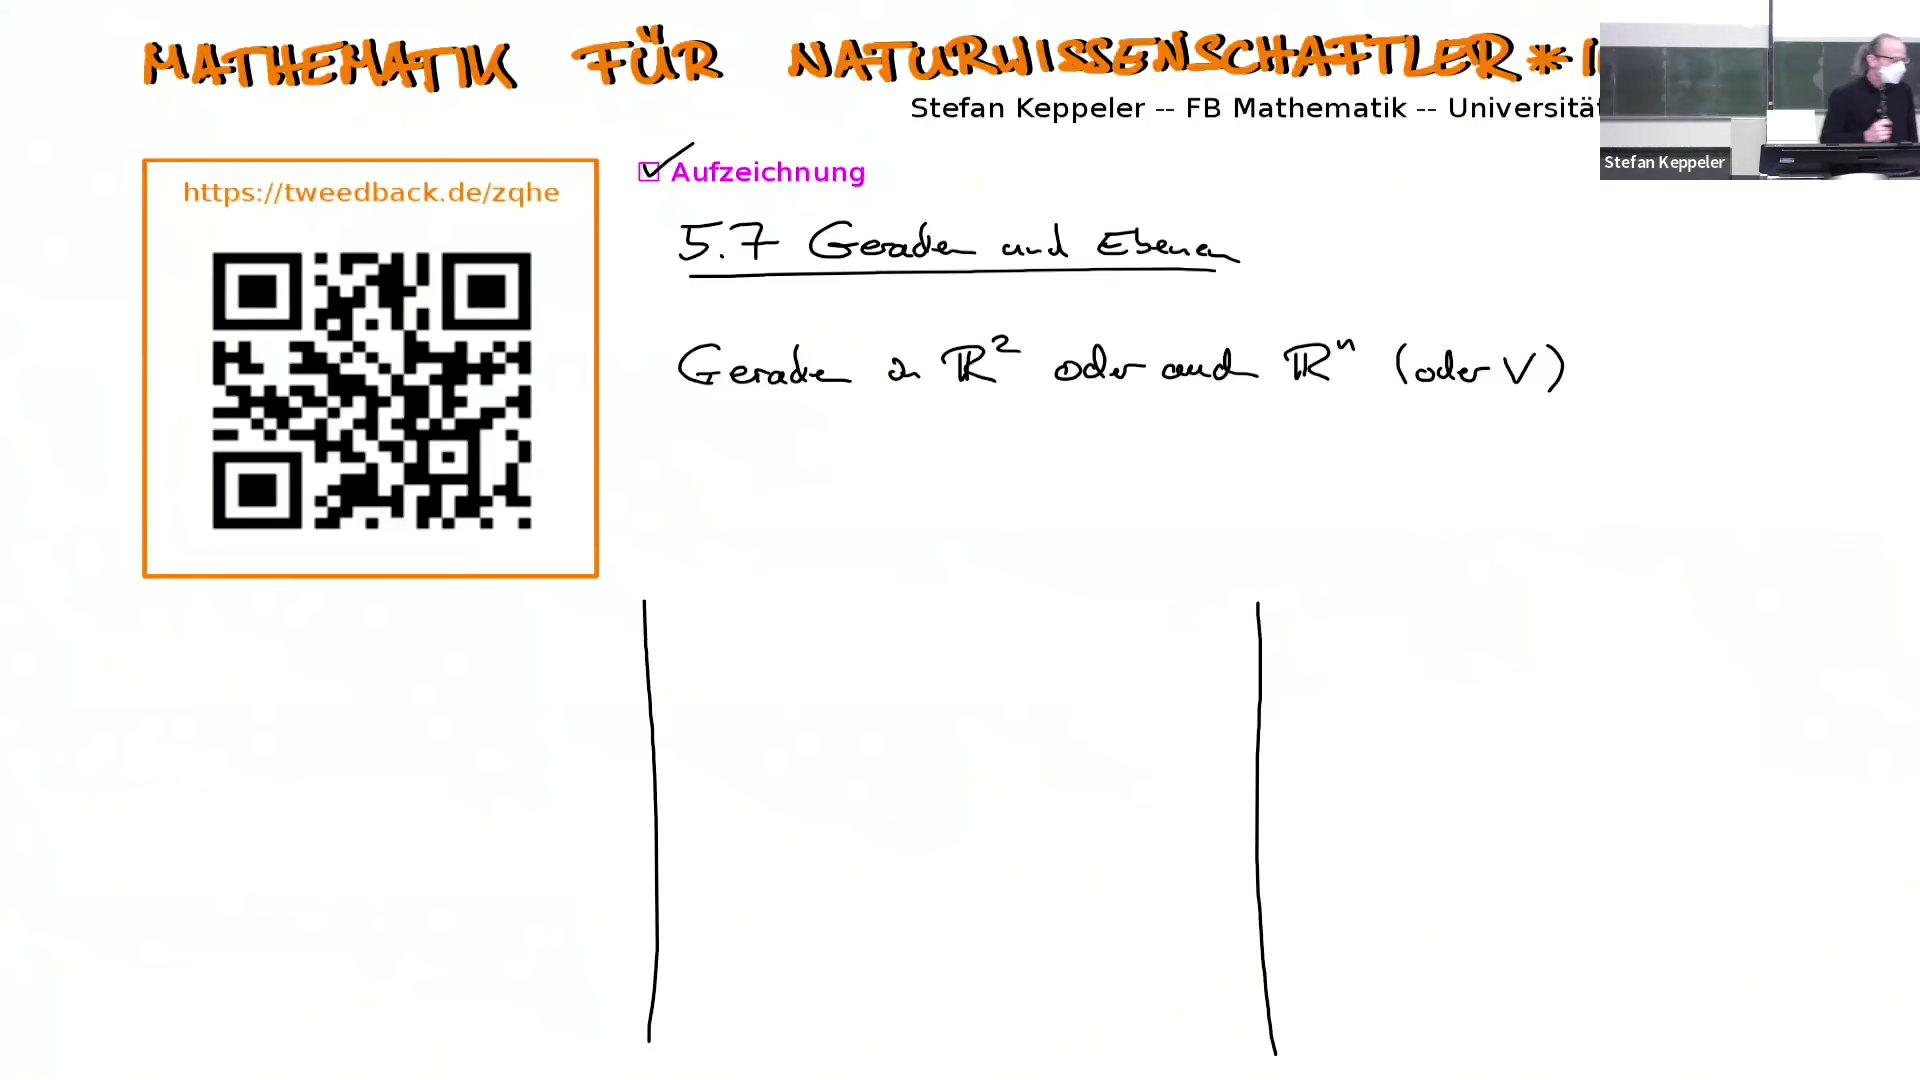 MATHEMATIK FÜR NATURWISSENSCHAFTLER*I
Stefan Keppeler -- FB Mathematik -- Universität
Stefan Keppeler
https://tweedback.de/zqhe
Aufzeichnung
5.7 Geraden und Ebenen
Geraden in ℝ² oder auch ℝⁿ (oder V)